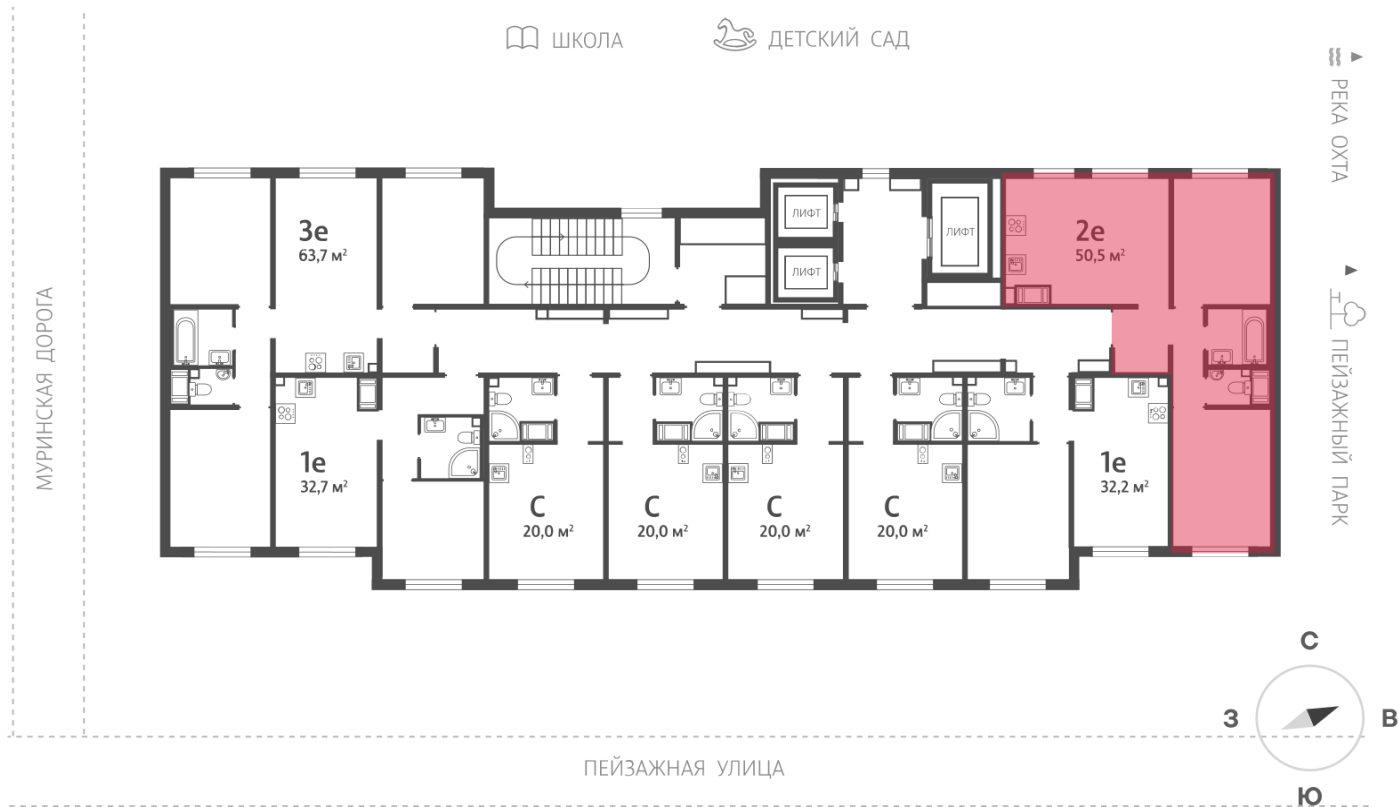 ШКОЛА
ДЕТСКИЙ САД
РЕКА ОХТА
ПЕЙЗАЖНЫЙ ПАРК
МУРИНСКАЯ ДОРОГА
3е
63,7 м²
ЛИФТ
ЛИФТ
ЛИФТ
2е
50,5 м²
1е
32,7 м²
С
20,0 м²
С
20,0 м²
С
20,0 м²
С
20,0 м²
1е
32,2 м²
С
З
В
Ю
ПЕЙЗАЖНАЯ УЛИЦА